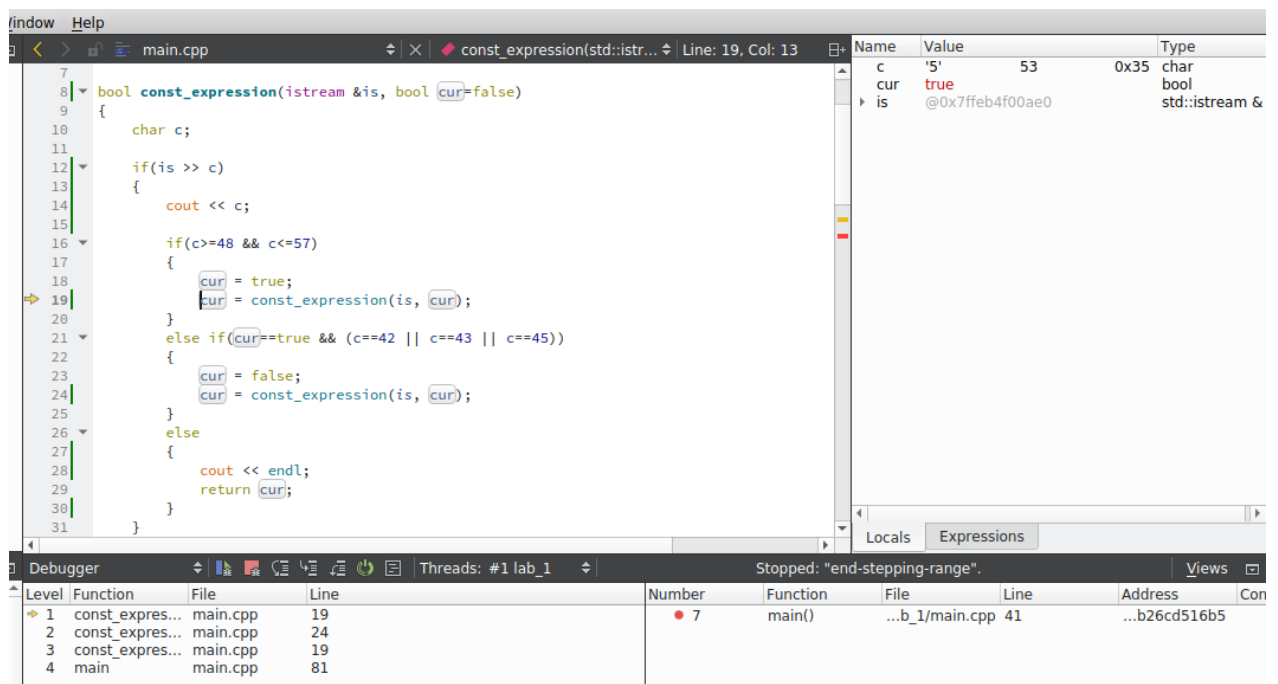 Window Help
main.cpp const_expression(std::istr... Line: 19, Col: 13
7
8 bool const_expression(istream &is, bool cur=false)
9 {
10 char c;
11
12 if(is >> c)
13 {
14 cout << c;
15
16 if(c>=48 && c<=57)
17 {
18 cur = true;
19 cur = const_expression(is, cur);
20 }
21 else if(cur==true && (c==42 || c==43 || c==45))
22 {
23 cur = false;
24 cur = const_expression(is, cur);
25 }
26 else
27 {
28 cout << endl;
29 return cur;
30 }
31 }
Name Value Type
c '5' 53 0x35 char
cur true bool
is @0x7ffeb4f00ae0 std::istream &
Locals Expressions
Debugger Threads: #1 lab_1 Stopped: "end-stepping-range". Views
Level Function File Line
1 const_expres... main.cpp 19
2 const_expres... main.cpp 24
3 const_expres... main.cpp 19
4 main main.cpp 81
Number Function File Line Address Con
7 main() ...b_1/main.cpp 41 ...b26cd516b5